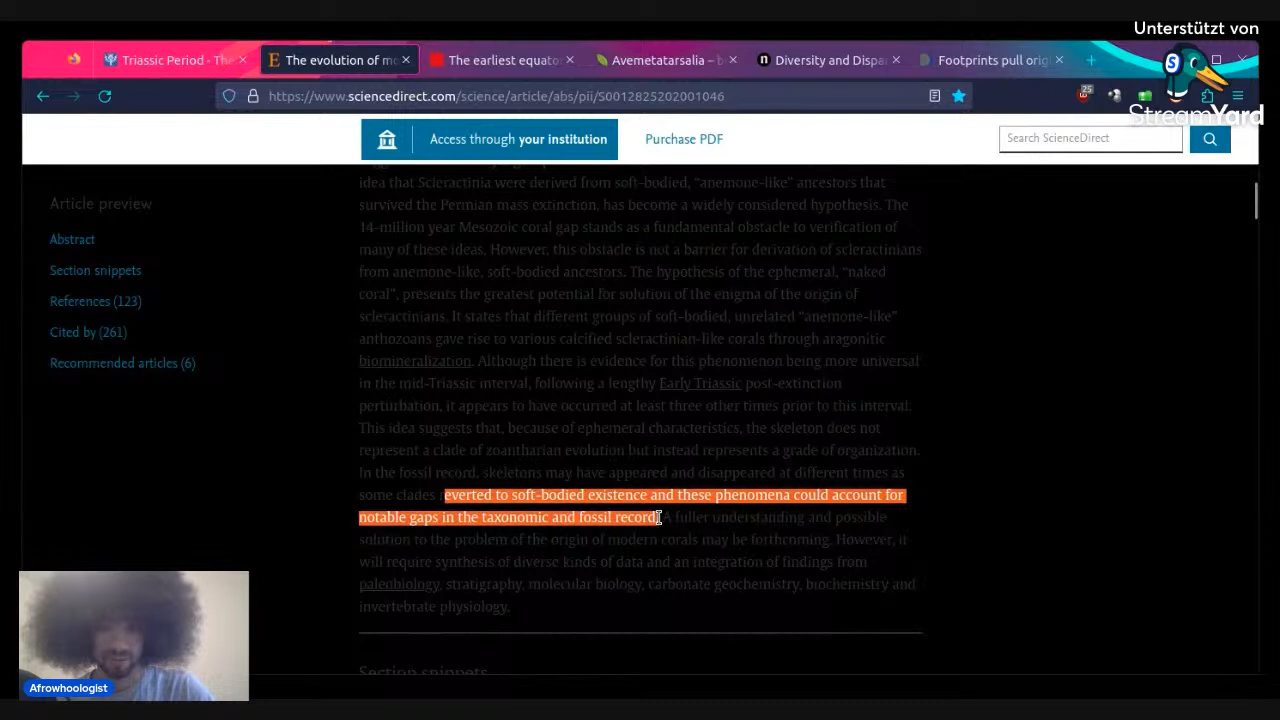 Unterstützt von
StreamYard
Triassic Period - The
The evolution of mo
The earliest equato
Avemetatarsalia – b
Diversity and Dispa
Footprints pull orig
https://www.sciencedirect.com/science/article/abs/pii/S0012825202001046
25
Access through your institution
Purchase PDF
Search ScienceDirect
Article preview
Abstract
Section snippets
References (123)
Cited by (261)
Recommended articles (6)
idea that Scleractinia were derived from soft-bodied, “anemone-like” ancestors that
survived the Permian mass extinction, has become a widely considered hypothesis. The
14-million year Mesozoic coral gap stands as a fundamental obstacle to verification of
many of these ideas. However, this obstacle is not a barrier for derivation of scleractinians
from anemone-like, soft-bodied ancestors. The hypothesis of the ephemeral, “naked
coral”, presents the greatest potential for solution of the enigma of the origin of
scleractinians. It states that different groups of soft-bodied, unrelated “anemone-like”
anthozoans gave rise to various calcified scleractinian-like corals through aragonitic
biomineralization. Although there is evidence for this phenomenon being more universal
in the mid-Triassic interval, following a lengthy Early Triassic post-extinction
perturbation, it appears to have occurred at least three other times prior to this interval.
This idea suggests that, because of ephemeral characteristics, the skeleton does not
represent a clade of zoantharian evolution but instead represents a grade of organization.
In the fossil record, skeletons may have appeared and disappeared at different times as
some clades reverted to soft-bodied existence and these phenomena could account for
notable gaps in the taxonomic and fossil record. A fuller understanding and possible
solution to the problem of the origin of modern corals may be forthcoming. However, it
will require synthesis of diverse kinds of data and an integration of findings from
paleobiology, stratigraphy, molecular biology, carbonate geochemistry, biochemistry and
invertebrate physiology.
Section snippets
Afrowhoologist